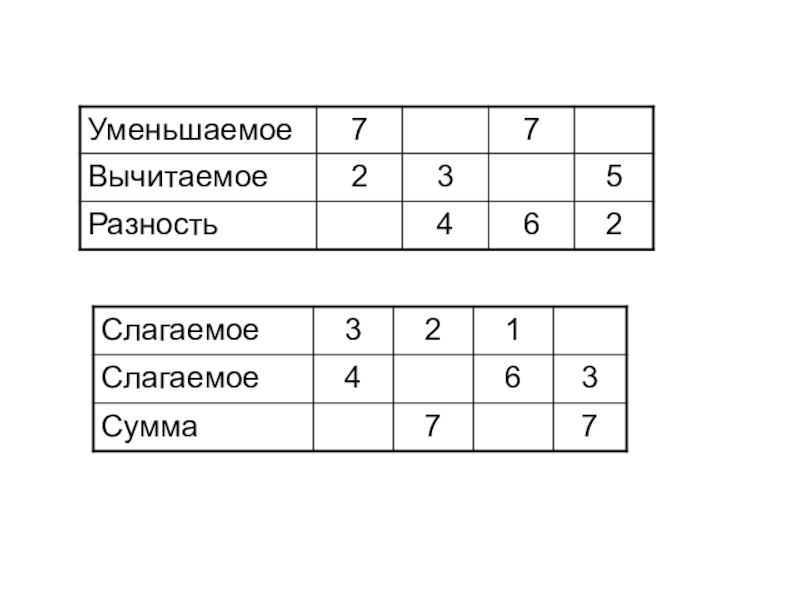 Уменьшаемое 7 7
Вычитаемое 2 3 5
Разность 4 6 2
Слагаемое 3 2 1
Слагаемое 4 6 3
Сумма 7 7